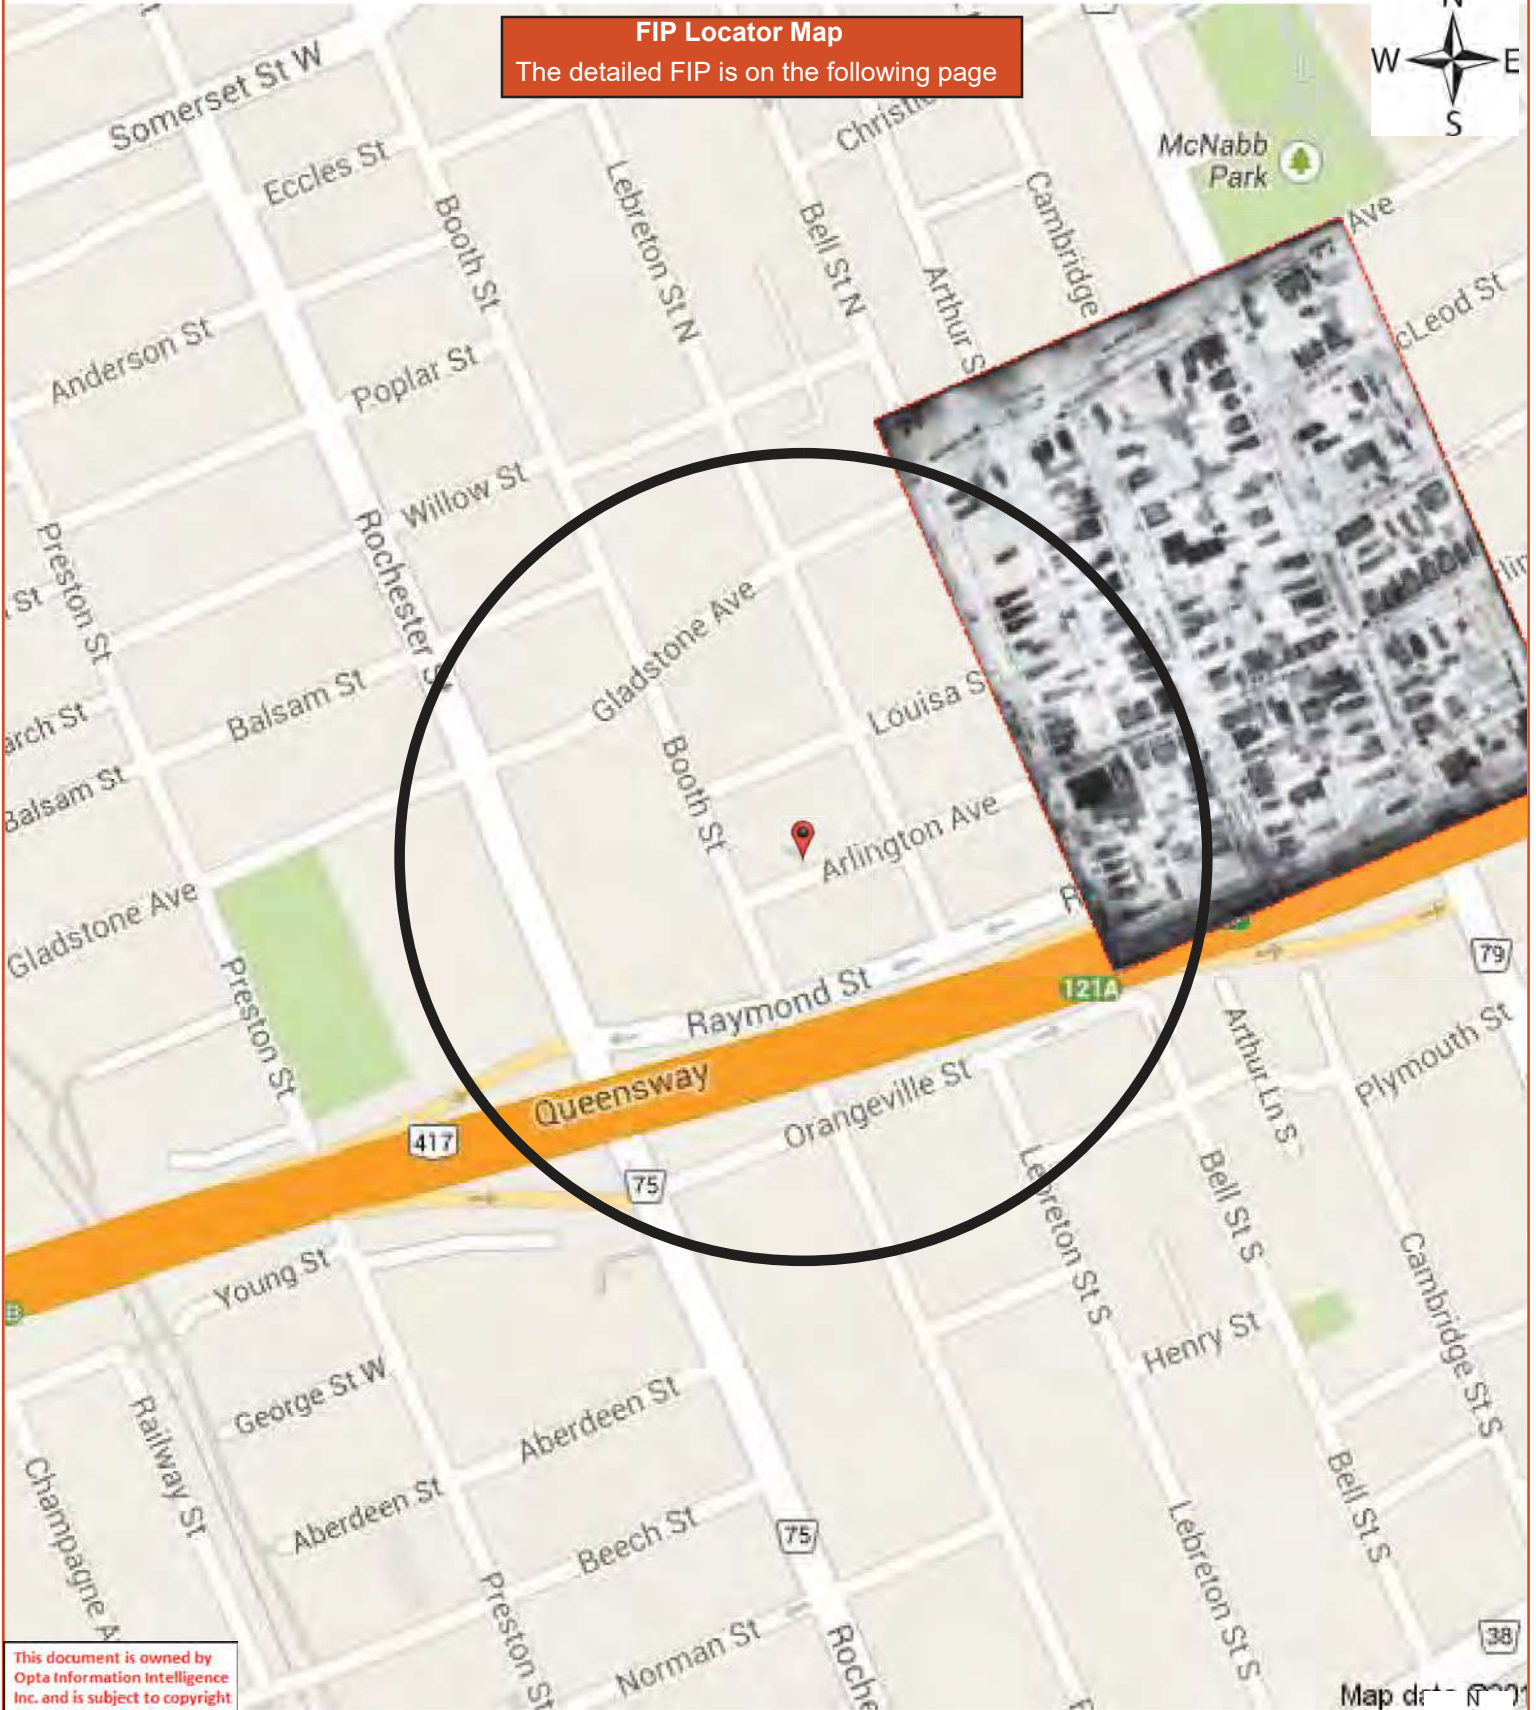 FIP Locator Map
The detailed FIP is on the following page
N
W
E
S
Somerset St W
Eccles St
Christie
McNabb
Park
Booth St
Lebreton St N
Bell St N
Cambridge
Arthur S
Ave
cLeod St
Anderson St
Poplar St
Willow St
Preston St
Rochester St
St
Gladstone Ave
Balsam St
Louisa S
arch St
Balsam St
Booth St
Arlington Ave
Gladstone Ave
Preston St
R
121A
79
Raymond St
Queensway
417
Orangeville St
Arthur Ln S
Plymouth St
75
Lebreton St S
Bell St S
Cambridge St S
Young St
Henry St
George St W
Aberdeen St
Railway St
Champagne A
Aberdeen St
Beech St
75
Bell St S
Lebreton St S
Preston St
Norman St
Roche
38
This document is owned by
Opta Information Intelligence
Inc. and is subject to copyright
Map
N